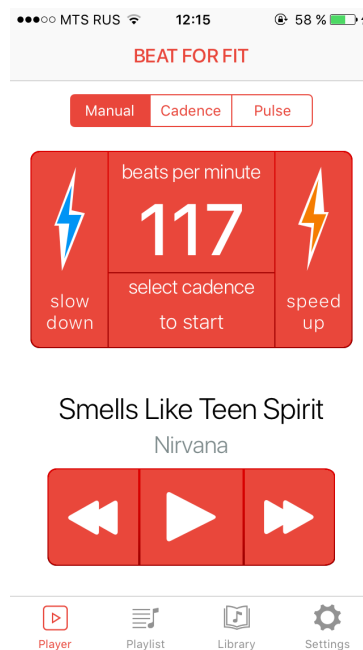 MTS RUS 12:15 58 %
BEAT FOR FIT
Manual Cadence Pulse
beats per minute
117
slow
down
select cadence
to start
speed
up
Smells Like Teen Spirit
Nirvana
Player Playlist Library Settings